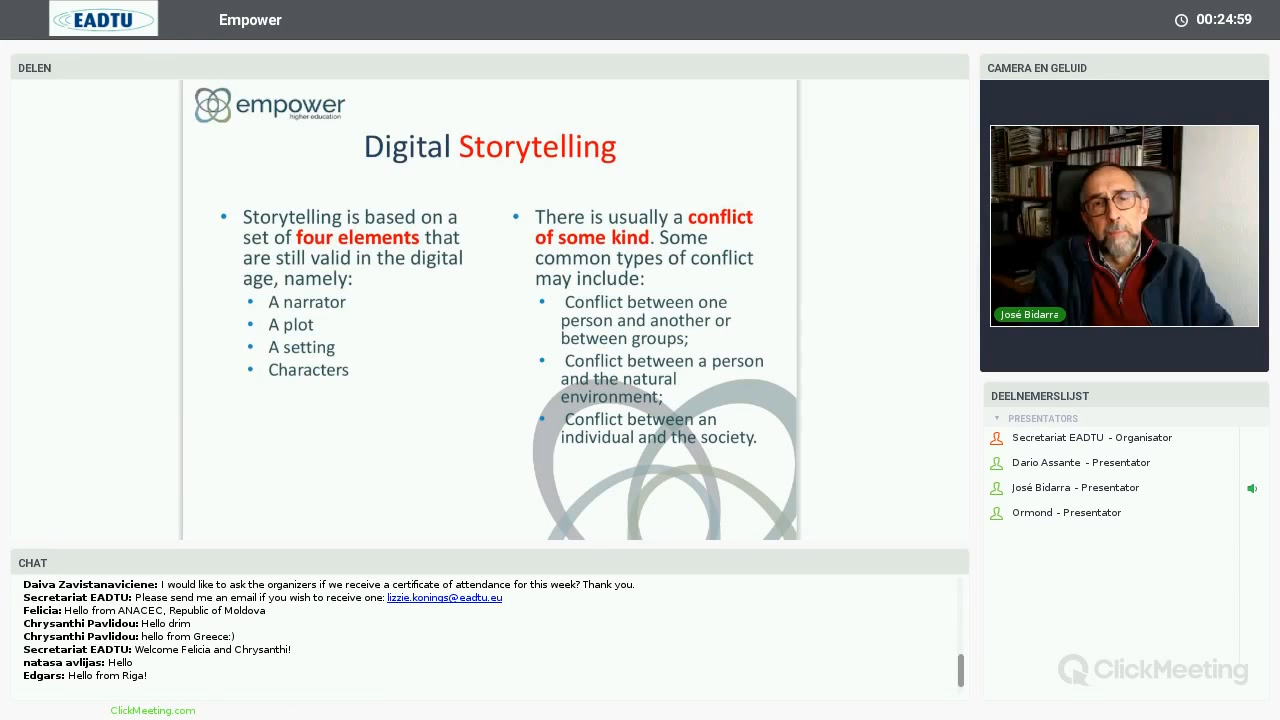 EADTU
Empower
00:24:59
DELEN
empower
higher education
Digital Storytelling
• Storytelling is based on a
set of four elements that
are still valid in the digital
age, namely:
• A narrator
• A plot
• A setting
• Characters
• There is usually a conflict
of some kind. Some
common types of conflict
may include:
• Conflict between one
person and another or
between groups;
• Conflict between a person
and the natural
environment;
• Conflict between an
individual and the society.
CAMERA EN GELUID
José Bidarra
DEELNEMERSLIJST
PRESENTATORS
Secretariat EADTU - Organisator
Dario Assante - Presentator
José Bidarra - Presentator
Ormond - Presentator
ClickMeeting
CHAT
Daiva Zavistanaviciene: I would like to ask the organizers if we receive a certificate of attendance for this week? Thank you.
Secretariat EADTU: Please send me an email if you wish to receive one: lizzie.konings@eadtu.eu
Felicia: Hello from ANACEC, Republic of Moldova
Chrysanthi Pavlidou: Hello drim
Chrysanthi Pavlidou: hello from Greece:)
Secretariat EADTU: Welcome Felicia and Chrysanthi!
natasa avlijas: Hello
Edgars: Hello from Riga!
ClickMeeting.com